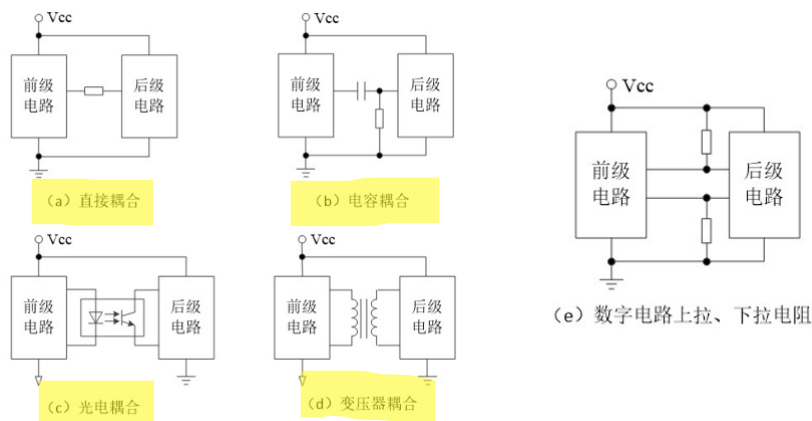 Vcc
前级
电路
后级
电路
(a)直接耦合
Vcc
前级
电路
后级
电路
(b)电容耦合
Vcc
前级
电路
后级
电路
(c)光电耦合
Vcc
前级
电路
后级
电路
(d)变压器耦合
Vcc
前级
电路
后级
电路
(e)数字电路上拉、下拉电阻